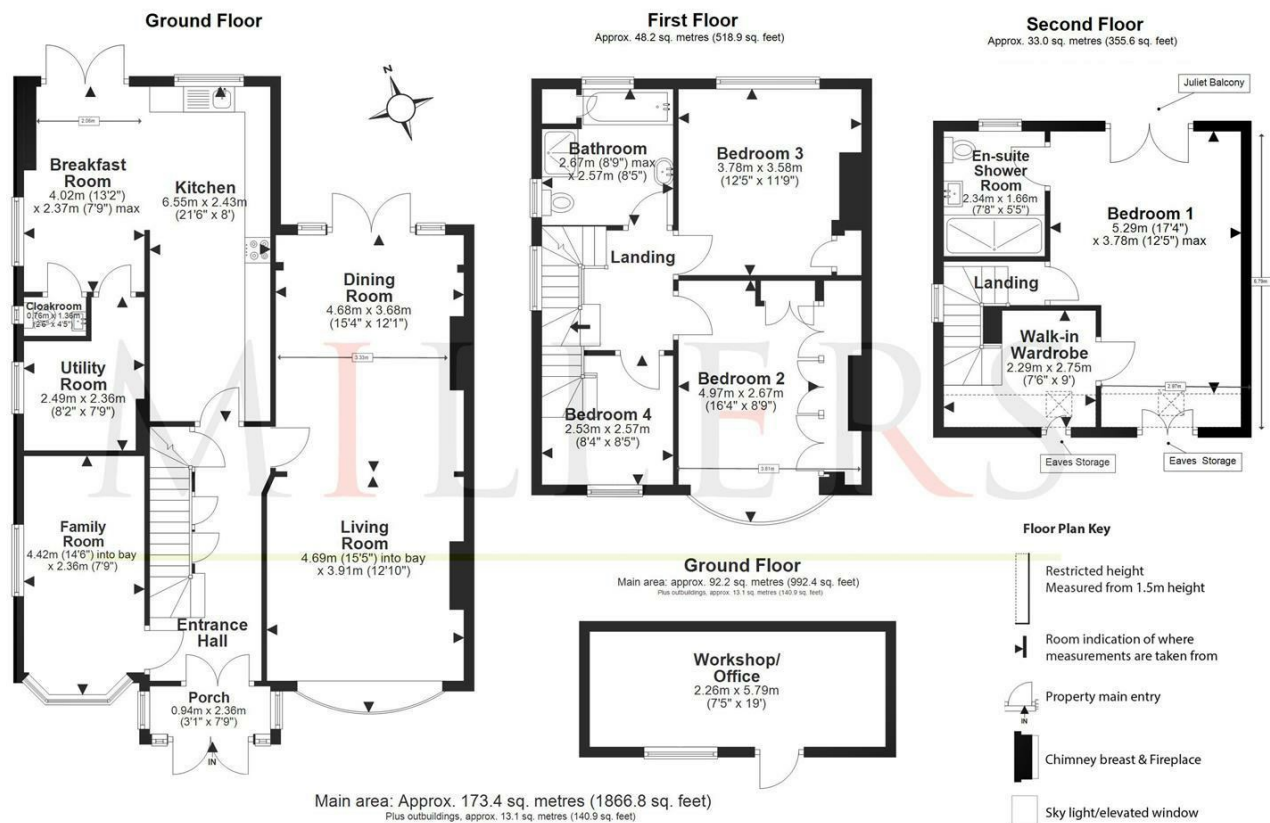 Ground Floor
2.06m
Breakfast
Room
4.02m (13'2")
x 2.37m (7'9") max
Kitchen
6.55m x 2.43m
(21'6" x 8')
Cloakroom
0.76m x 1.36m
(2'6" x 4'5")
Utility
Room
2.49m x 2.36m
(8'2" x 7'9")
Dining
Room
4.68m x 3.68m
(15'4" x 12'1")
3.33m
Family
Room
4.42m (14'6") into bay
x 2.36m (7'9")
Living
Room
4.69m (15'5") into bay
x 3.91m (12'10")
Entrance
Hall
Porch
0.94m x 2.36m
(3'1" x 7'9")
IN
First Floor
Approx. 48.2 sq. metres (518.9 sq. feet)
Bathroom
2.67m (8'9") max
x 2.57m (8'5")
Bedroom 3
3.78m x 3.58m
(12'5" x 11'9")
Landing
Bedroom 2
4.97m x 2.67m
(16'4" x 8'9")
Bedroom 4
2.53m x 2.57m
(8'4" x 8'5")
3.81m
Second Floor
Approx. 33.0 sq. metres (355.6 sq. feet)
Juliet Balcony
En-suite
Shower
Room
2.34m x 1.66m
(7'8" x 5'5")
Bedroom 1
5.29m (17'4")
x 3.78m (12'5") max
Landing
Walk-in
Wardrobe
2.29m x 2.75m
(7'6" x 9')
Eaves Storage
Eaves Storage
MILLERS
Ground Floor
Main area: approx. 92.2 sq. metres (992.4 sq. feet)
Plus outbuildings, approx. 13.1 sq. metres (140.9 sq. feet)
Workshop/
Office
2.26m x 5.79m
(7'5" x 19')
Floor Plan Key
Restricted height
Measured from 1.5m height
Room indication of where
measurements are taken from
Property main entry
IN
Chimney breast & Fireplace
Sky light/elevated window
Main area: Approx. 173.4 sq. metres (1866.8 sq. feet)
Plus outbuildings, approx. 13.1 sq. metres (140.9 sq. feet)